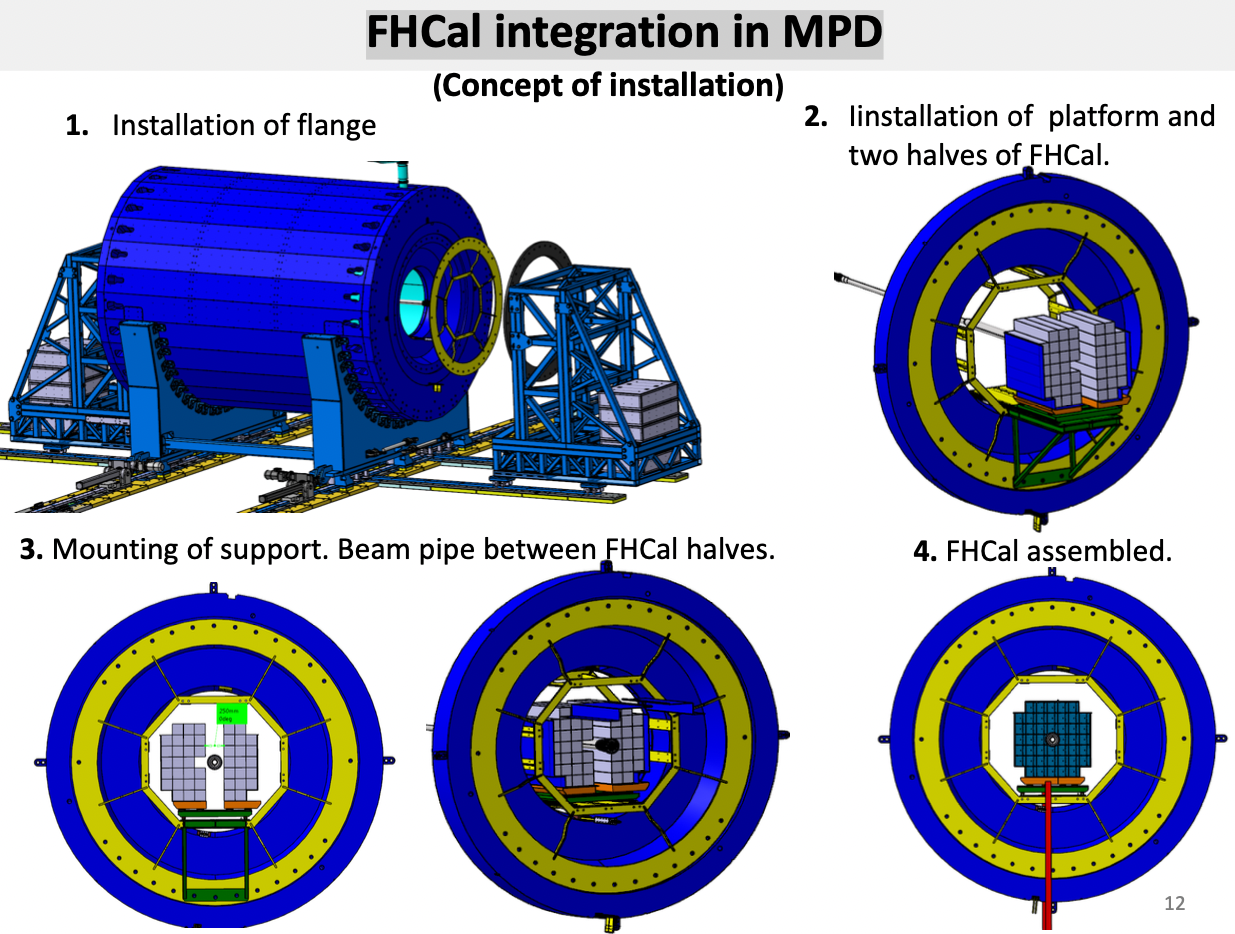 FHCal integration in MPD
(Concept of installation)
1. Installation of flange
2. Iinstallation of platform and
two halves of FHCal.
3. Mounting of support. Beam pipe between FHCal halves.
4. FHCal assembled.
12